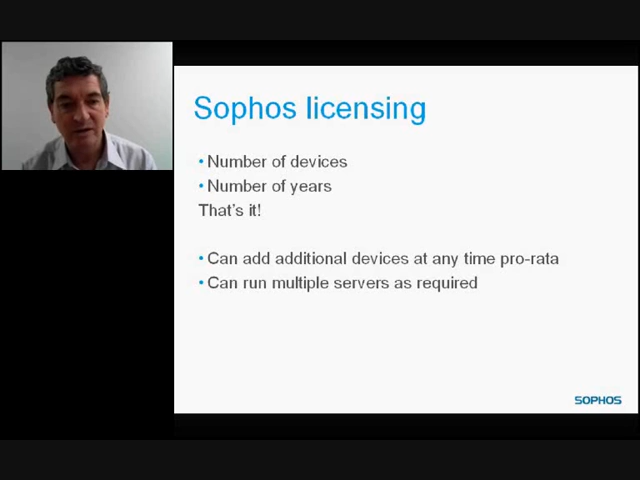 Sophos licensing
• Number of devices
• Number of years
That's it!
• Can add additional devices at any time pro-rata
• Can run multiple servers as required
SOPHOS